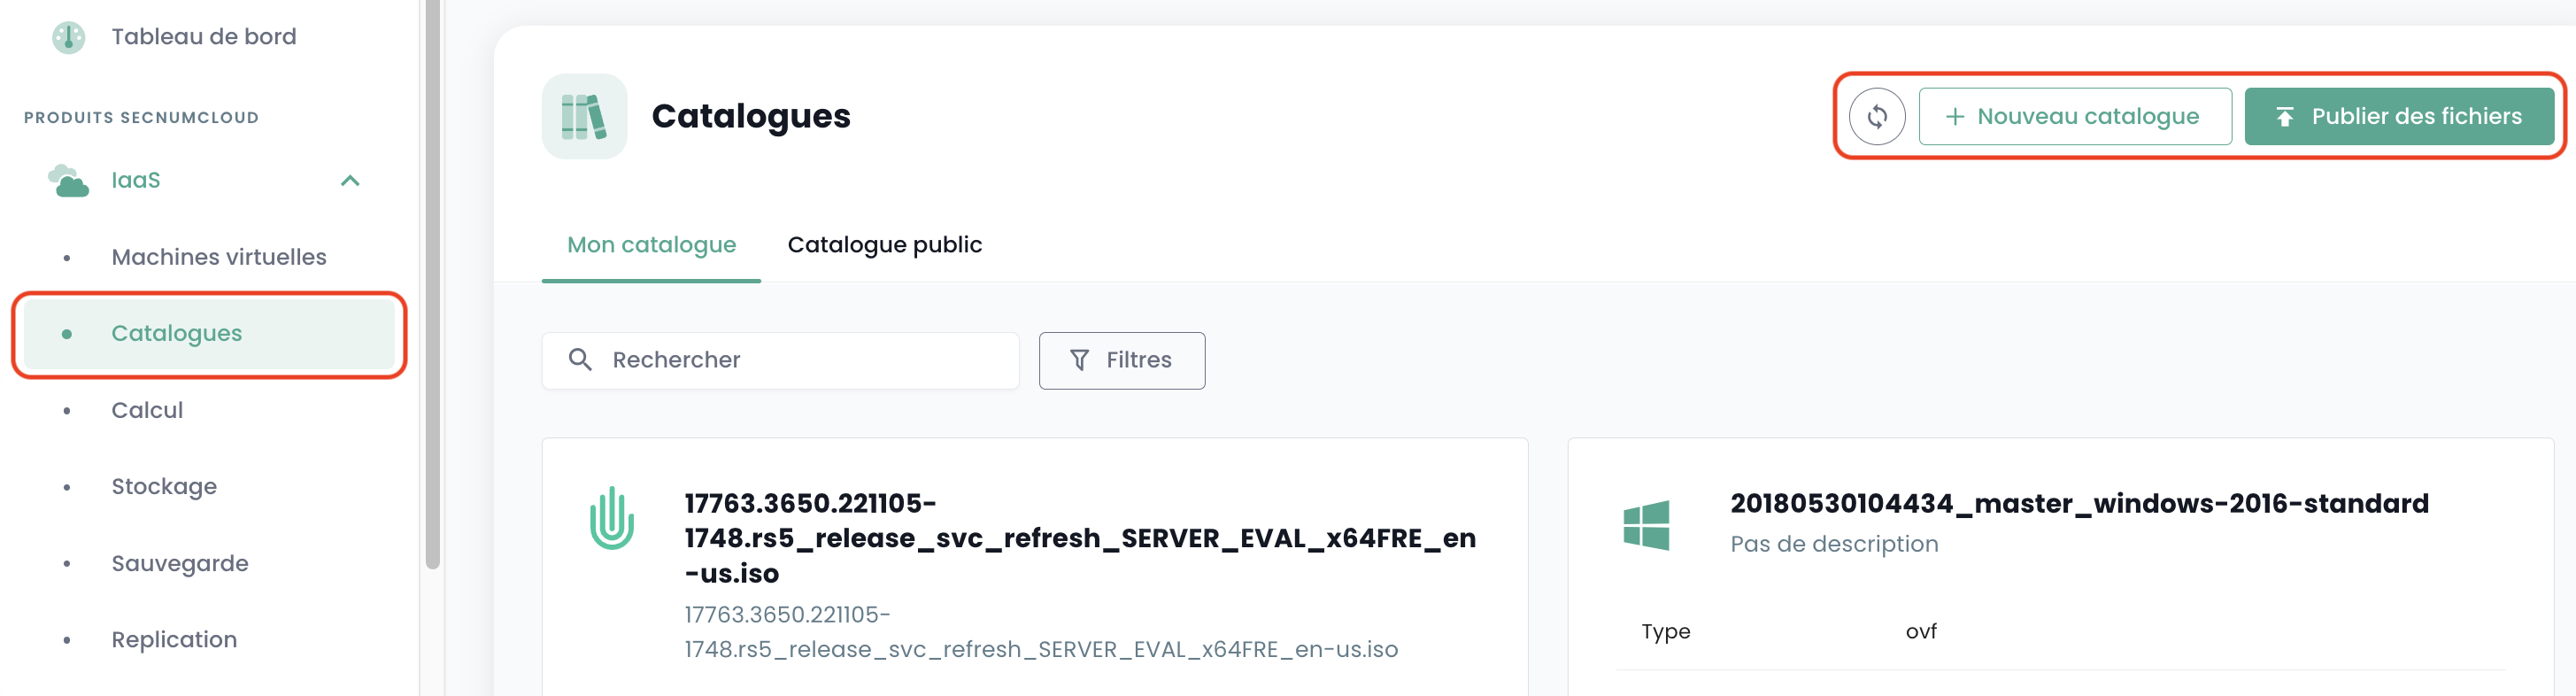 Tableau de bord
PRODUITS SECNUMCLOUD
IaaS
Machines virtuelles
Catalogues
Calcul
Stockage
Sauvegarde
Replication
Catalogues
Nouveau catalogue
Publier des fichiers
Mon catalogue
Catalogue public
Rechercher
Filtres
17763.3650.221105-
1748.rs5_release_svc_refresh_SERVER_EVAL_x64FRE_en
-us.iso
17763.3650.221105-
1748.rs5_release_svc_refresh_SERVER_EVAL_x64FRE_en-us.iso
20180530104434_master_windows-2016-standard
Pas de description
Type
ovf